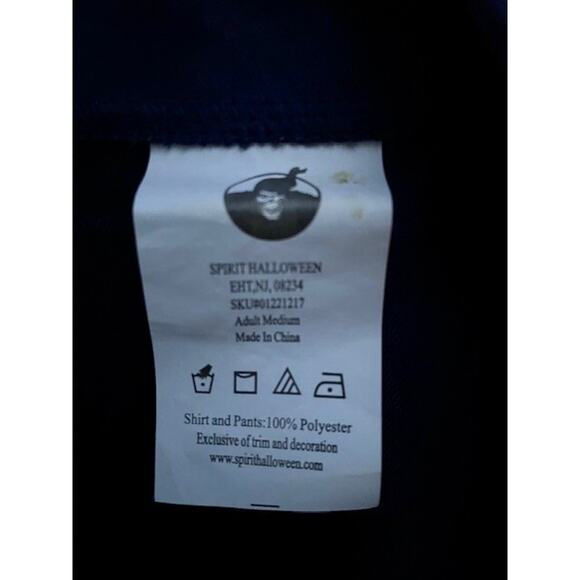 SPIRIT HALLOWEEN
EHT,NJ, 08234
SKU#01221217
Adult Medium
Made In China
Shirt and Pants:100% Polyester
Exclusive of trim and decoration
www.spirithalloween.com